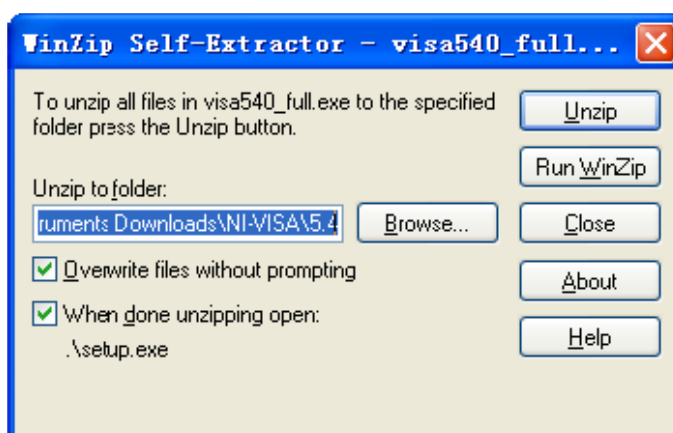 WinZip Self-Extractor - visa540_full...
To unzip all files in visa540_full.exe to the specified
folder press the Unzip button.
Unzip to folder:
ruments Downloads\NI-VISA\5.4
Browse...
Overwrite files without prompting
When done unzipping open:
.\setup.exe
Unzip
Run WinZip
Close
About
Help